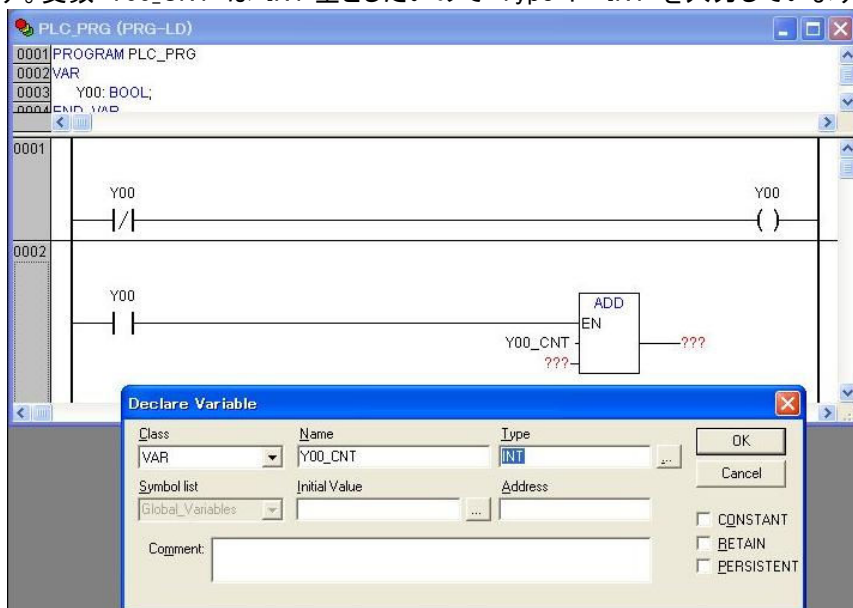 PLC_PRG (PRG-LD)
0001 PROGRAM PLC_PRG
0002 VAR
0003 Y00: BOOL;
0004 END_VAR
0001
Y00 Y00
0002
Y00
ADD
EN
Y00_CNT ???
???
Declare Variable
Class Name Type
VAR Y00_CNT INT ... OK
Symbol list Initial Value Address Cancel
Global_Variables ...
CONSTANT
Comment: RETAIN
PERSISTENT